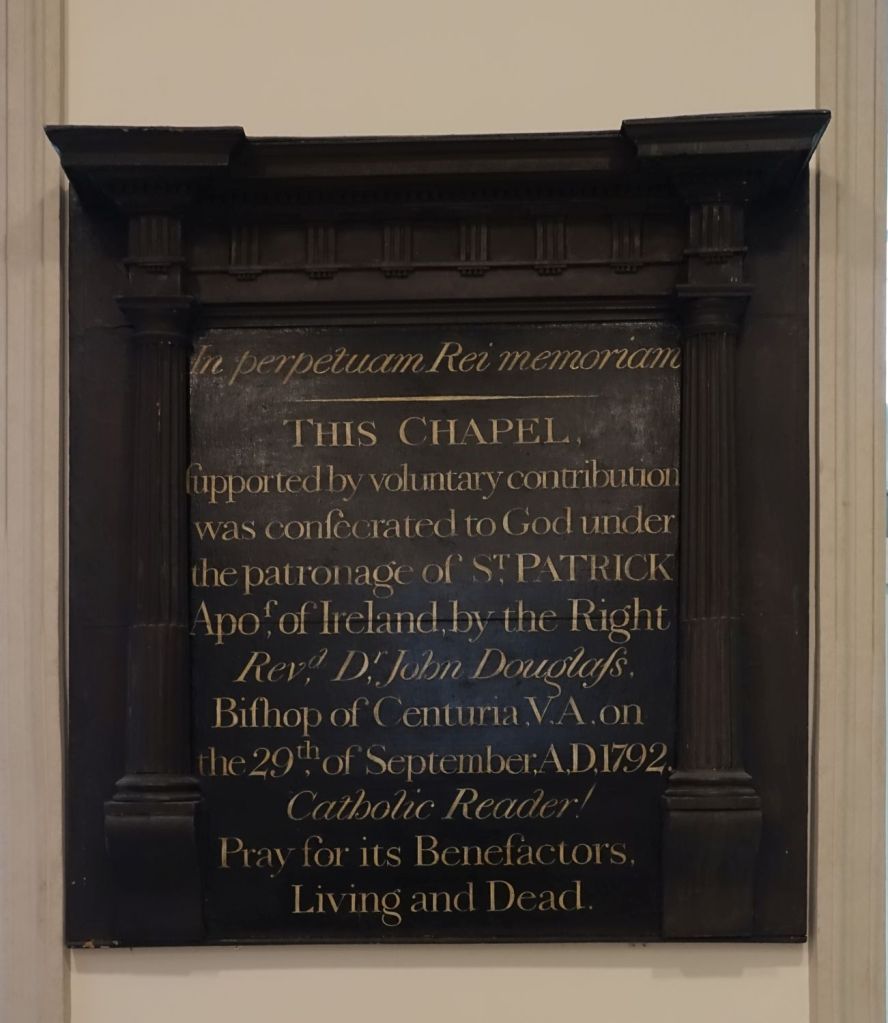 In perpetuam Rei memoriam
THIS CHAPEL,
ſupported by voluntary contribution
was conſecrated to God under
the patronage of ST, PATRICK
Apoſ, of Ireland, by the Right
Revd, Dr, John Douglaſs,
Biſhop of Centuria, V.A. on
the 29th, of September, A,D, 1792.
Catholic Reader!
Pray for its Benefactors,
Living and Dead.